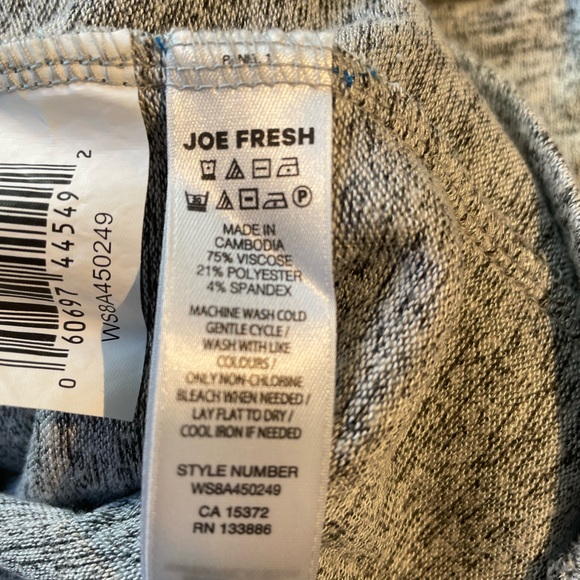 P. NB. 1
JOE FRESH
MADE IN
CAMBODIA
75% VISCOSE
21% POLYESTER
4% SPANDEX
MACHINE WASH COLD
GENTLE CYCLE /
WASH WITH LIKE
COLOURS /
ONLY NON-CHLORINE
BLEACH WHEN NEEDED /
LAY FLAT TO DRY /
COOL IRON IF NEEDED
STYLE NUMBER
WS8A450249
CA 15372
RN 133886
0 60697 44549 2
WS8A450249